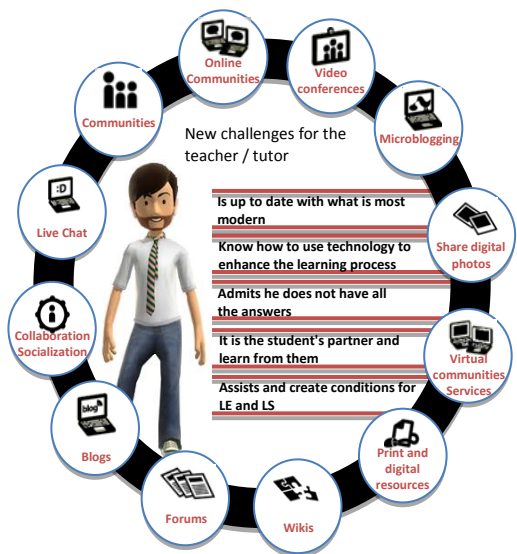 Online
Communities
Video
conferences
Communities
Microblogging
New challenges for the
teacher / tutor
:D
Live Chat
Is up to date with what is most
modern
Share digital
photos
Know how to use technology to
enhance the learning process
Admits he does not have all
the answers
Collaboration
Socialization
It is the student's partner and
learn from them
Virtual
communities
Services
Assists and create conditions for
LE and LS
blog
Blogs
Print and
digital
resources
Forums
Wikis